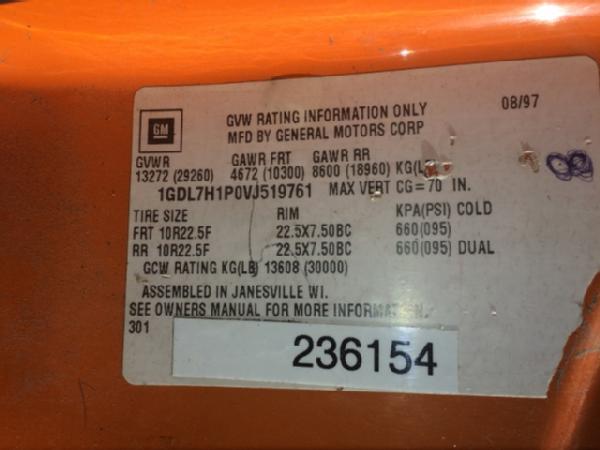 GM
GVW RATING INFORMATION ONLY 08/97
MFD BY GENERAL MOTORS CORP
GVWR GAWR FRT GAWR RR
13272 (29260) 4672 (10300) 8600 (18960) KG(LB)
1GDL7H1P0VJ519761 MAX VERT CG=70 IN.
TIRE SIZE RIM KPA(PSI) COLD
FRT 10R22.5F 22.5X7.50BC 660(095)
RR 10R22.5F 22.5X7.50BC 660(095) DUAL
GCW RATING KG(LB) 13608 (30000)
ASSEMBLED IN JANESVILLE WI.
SEE OWNERS MANUAL FOR MORE INFORMATION.
301
236154